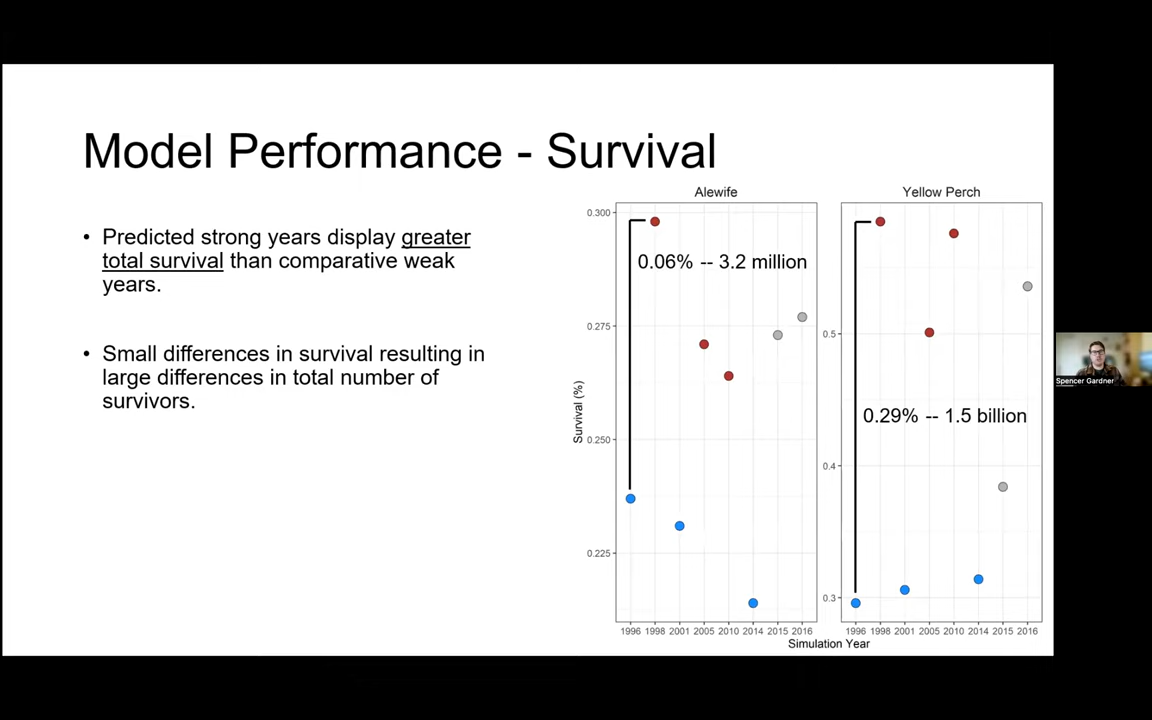 Model Performance - Survival
• Predicted strong years display greater
total survival than comparative weak
years.
• Small differences in survival resulting in
large differences in total number of
survivors.
Alewife
Yellow Perch
0.300
0.275
0.250
0.225
Survival (%)
0.06% -- 3.2 million
0.5
0.4
0.3
0.29% -- 1.5 billion
1996 1998 2001 2005 2010 2014 2015 2016
1996 1998 2001 2005 2010 2014 2015 2016
Simulation Year
Spencer Gardner